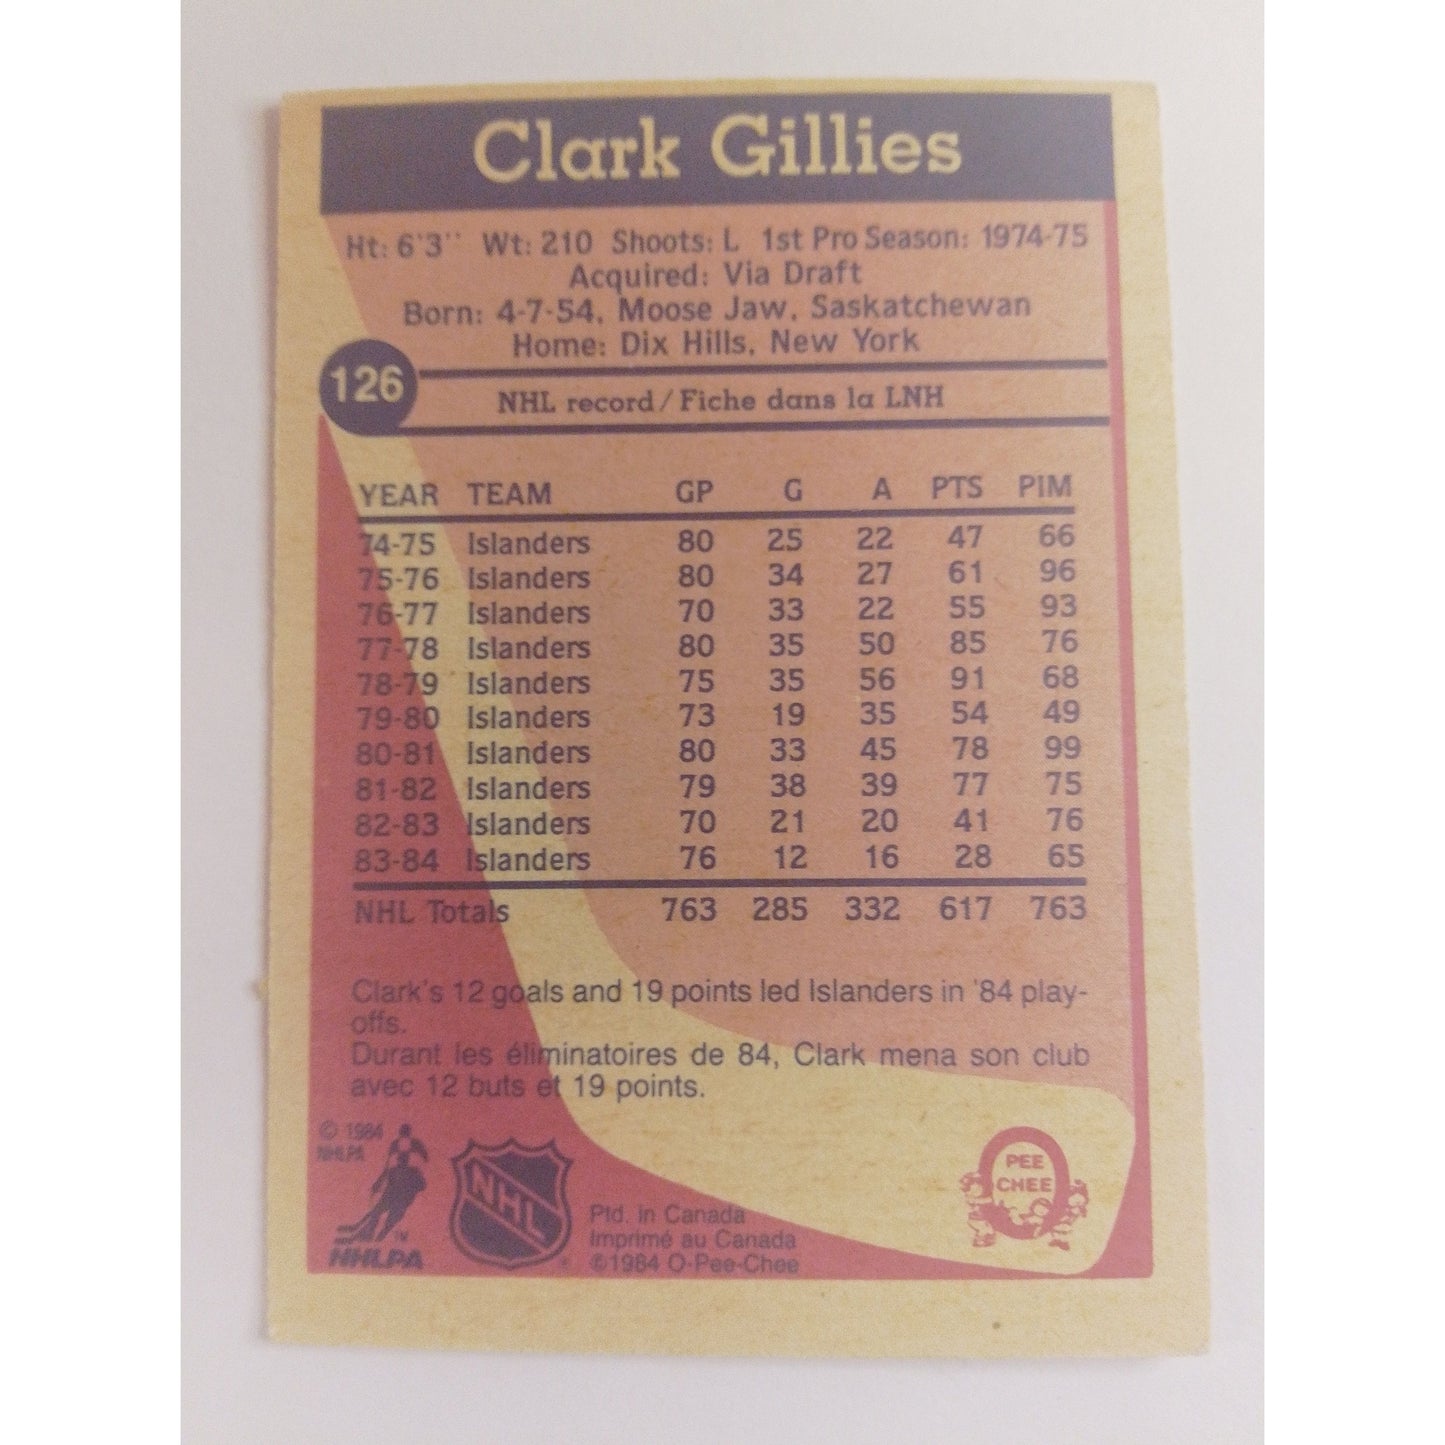 Clark Gillies
Ht: 6'3'' Wt: 210 Shoots: L 1st Pro Season: 1974-75
Acquired: Via Draft
Born: 4-7-54, Moose Jaw, Saskatchewan
Home: Dix Hills, New York
126
NHL record / Fiche dans la LNH
YEAR TEAM GP G A PTS PIM
74-75 Islanders 80 25 22 47 66
75-76 Islanders 80 34 27 61 96
76-77 Islanders 70 33 22 55 93
77-78 Islanders 80 35 50 85 76
78-79 Islanders 75 35 56 91 68
79-80 Islanders 73 19 35 54 49
80-81 Islanders 80 33 45 78 99
81-82 Islanders 79 38 39 77 75
82-83 Islanders 70 21 20 41 76
83-84 Islanders 76 12 16 28 65
NHL Totals 763 285 332 617 763
Clark's 12 goals and 19 points led Islanders in '84 play-
offs.
Durant les éliminatoires de 84, Clark mena son club
avec 12 buts et 19 points.
© 1984
NHLPA
TM
NHLPA
NHL
®
Ptd. in Canada
Imprimé au Canada
©1984 O-Pee-Chee
O
PEE
CHEE